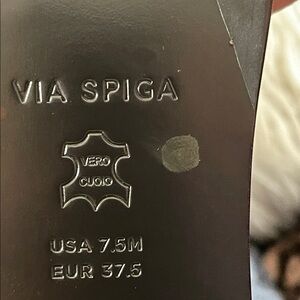 VIA SPIGA
VERO
CUOIO
USA 7.5M
EUR 37.5